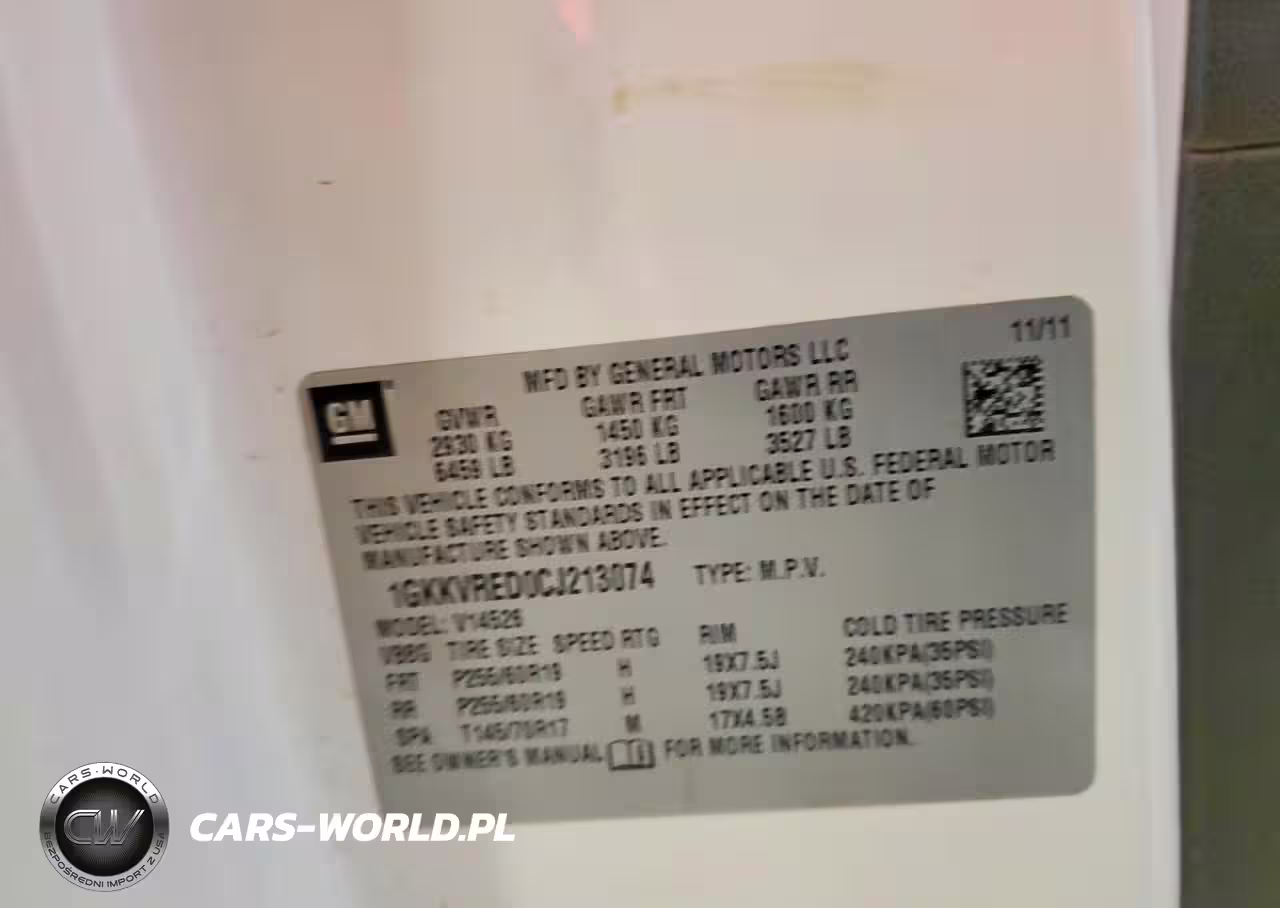 11/11
MFD BY GENERAL MOTORS LLC
GM
GVWR GAWR FRT GAWR RR
2930 KG 1450 KG 1600 KG
6459 LB 3196 LB 3527 LB
THIS VEHICLE CONFORMS TO ALL APPLICABLE U.S. FEDERAL MOTOR
VEHICLE SAFETY STANDARDS IN EFFECT ON THE DATE OF
MANUFACTURE SHOWN ABOVE.
1GKKVRED0CJ213074 TYPE: M.P.V.
MODEL: V14526
TIRE SIZE SPEED RTG RIM COLD TIRE PRESSURE
FRT P255/60R19 H 19X7.5J 240KPA(35PSI)
RR P255/60R19 H 19X7.5J 240KPA(35PSI)
SPA T145/70R17 M 17X4.5B 420KPA(60PSI)
SEE OWNER'S MANUAL FOR MORE INFORMATION.
CARS-WORLD
CW
BEZPOŚREDNI IMPORT Z USA
CARS-WORLD.PL